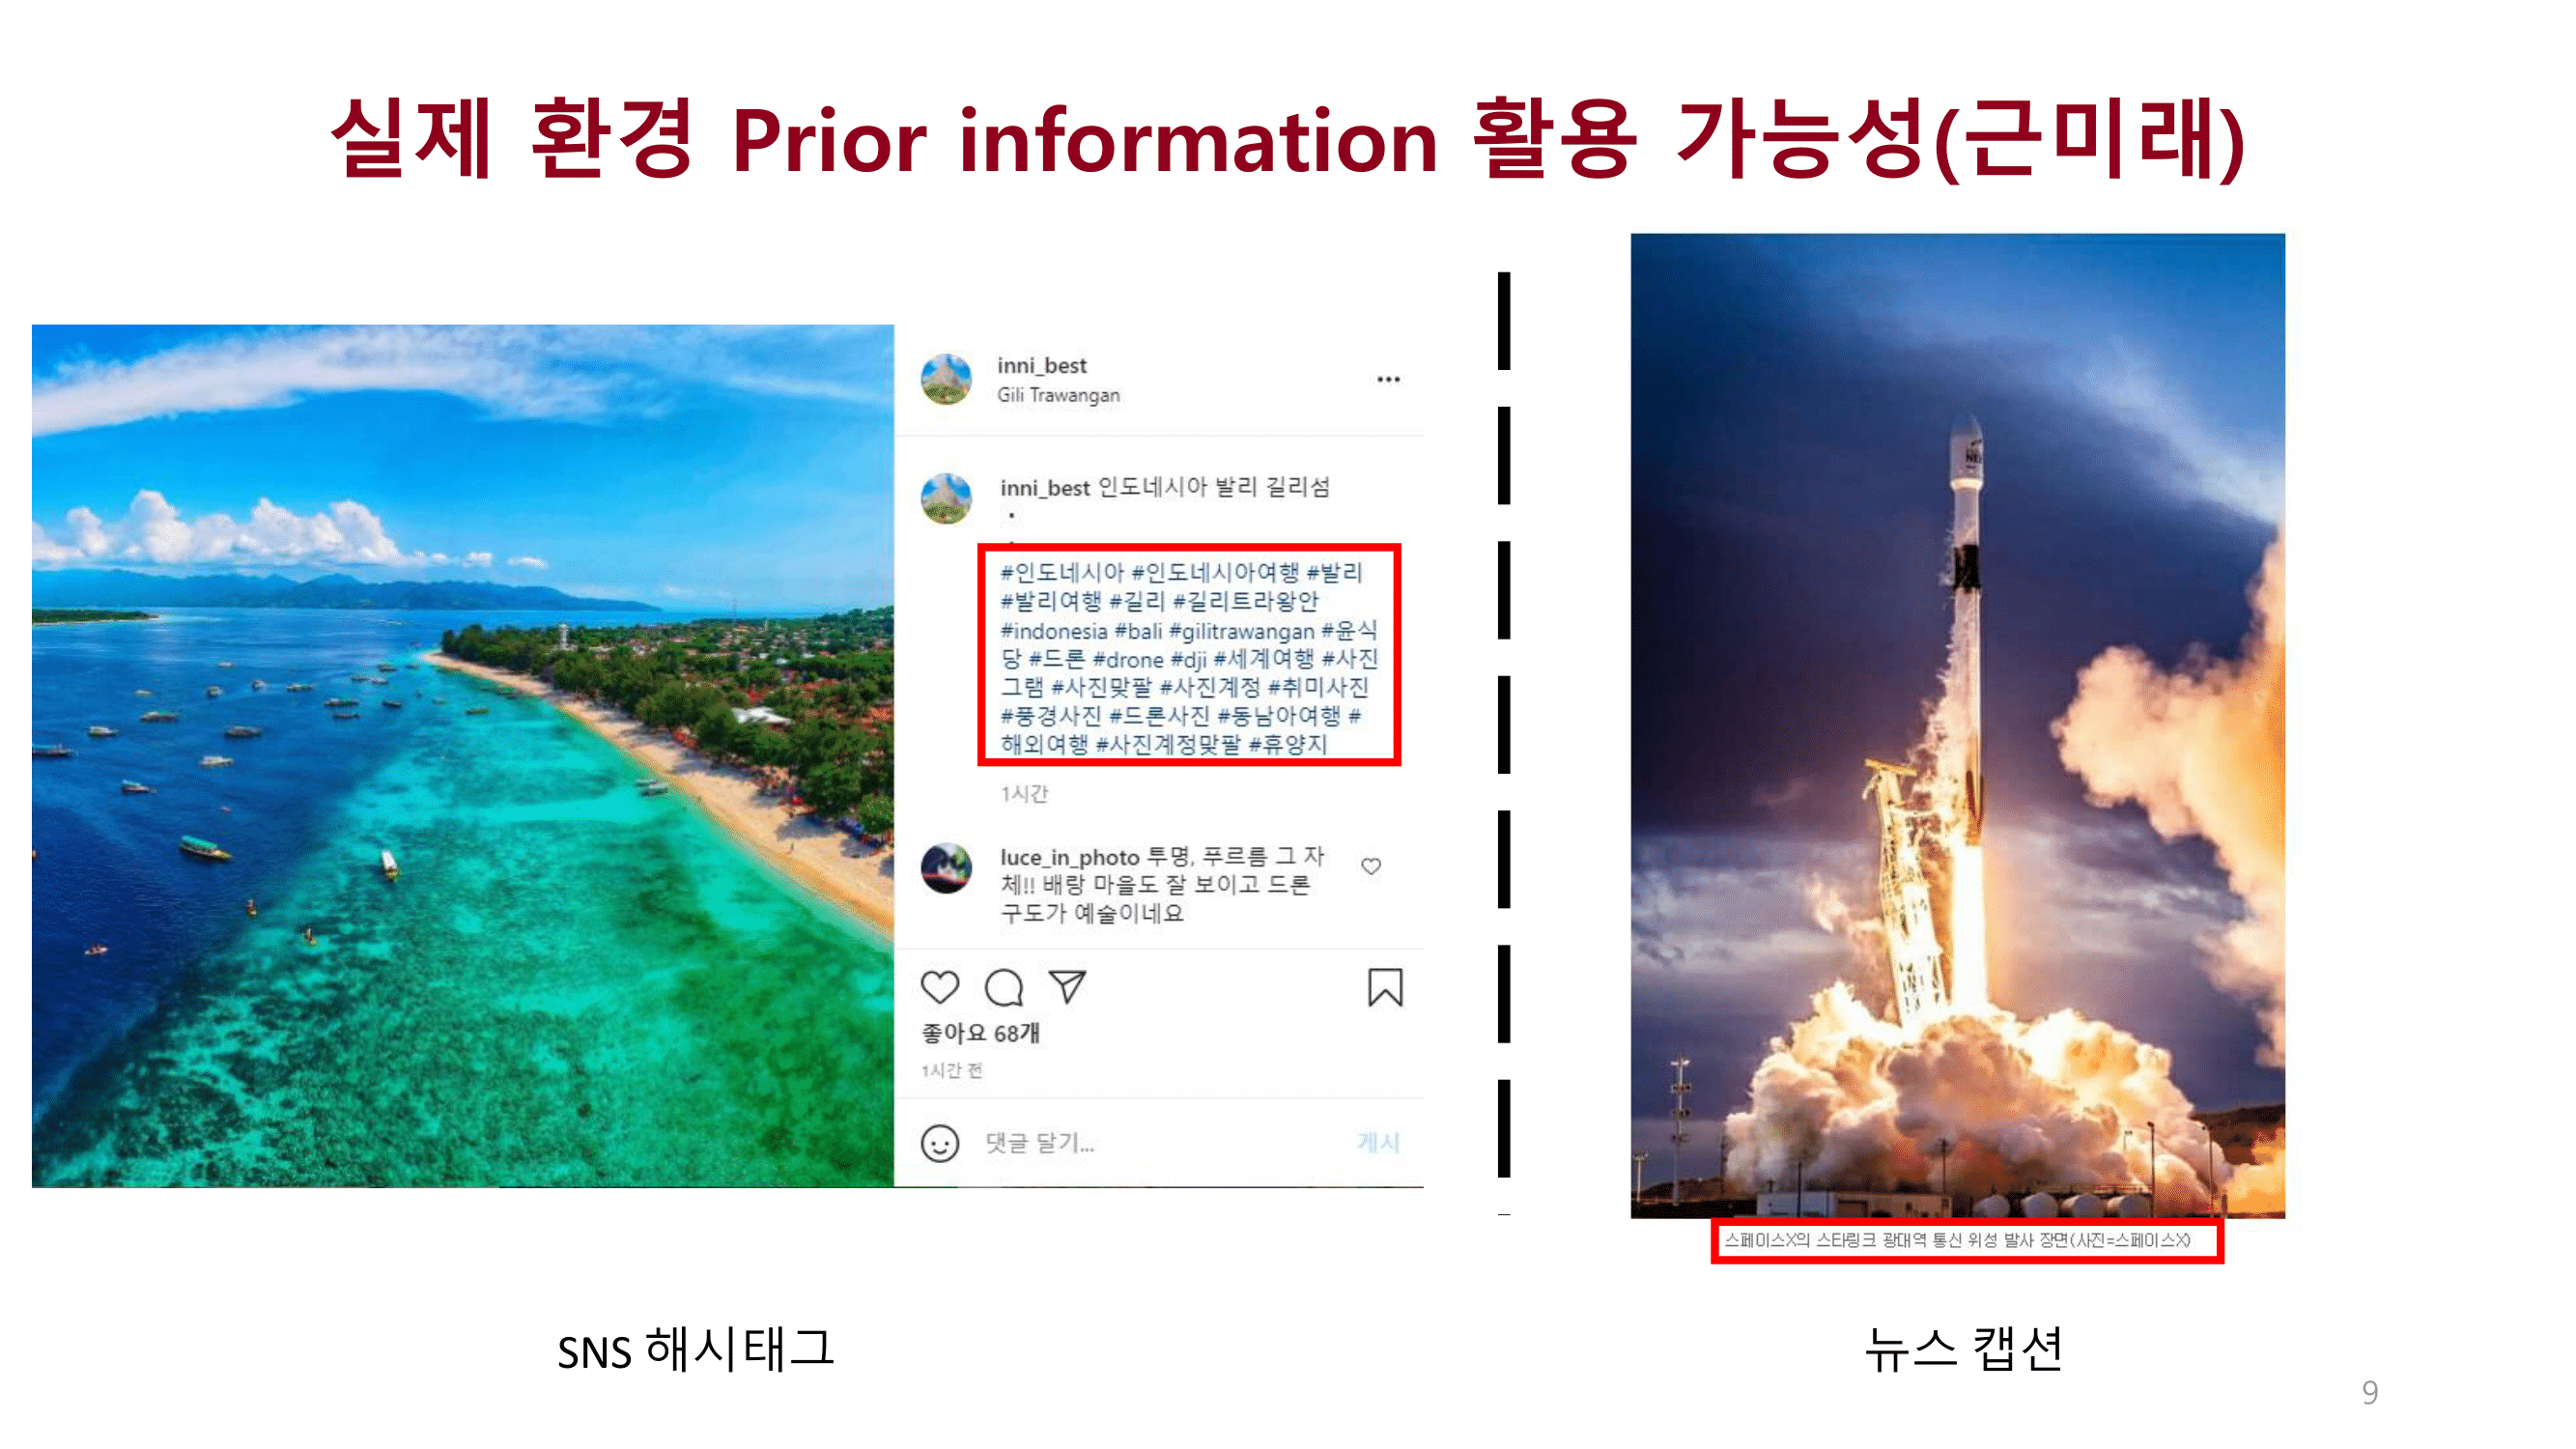 실제 환경 Prior information 활용 가능성(근미래)
inni_best
Gili Trawangan
inni_best 인도네시아 발리 길리섬
.
.
#인도네시아 #인도네시아여행 #발리
#발리여행 #길리 #길리트라왕안
#indonesia #bali #gilitrawangan #윤식
당 #드론 #drone #dji #세계여행 #사진
그램 #사진맞팔 #사진계정 #취미사진
#풍경사진 #드론사진 #동남아여행 #
해외여행 #사진계정맞팔 #휴양지
1시간
luce_in_photo 투명, 푸르름 그 자
체!! 배랑 마을도 잘 보이고 드론
구도가 예술이네요
좋아요 68개
1시간 전
댓글 달기...
게시
스페이스X의 스타링크 광대역 통신 위성 발사 장면(사진=스페이스X)
SNS 해시태그
뉴스 캡션
9